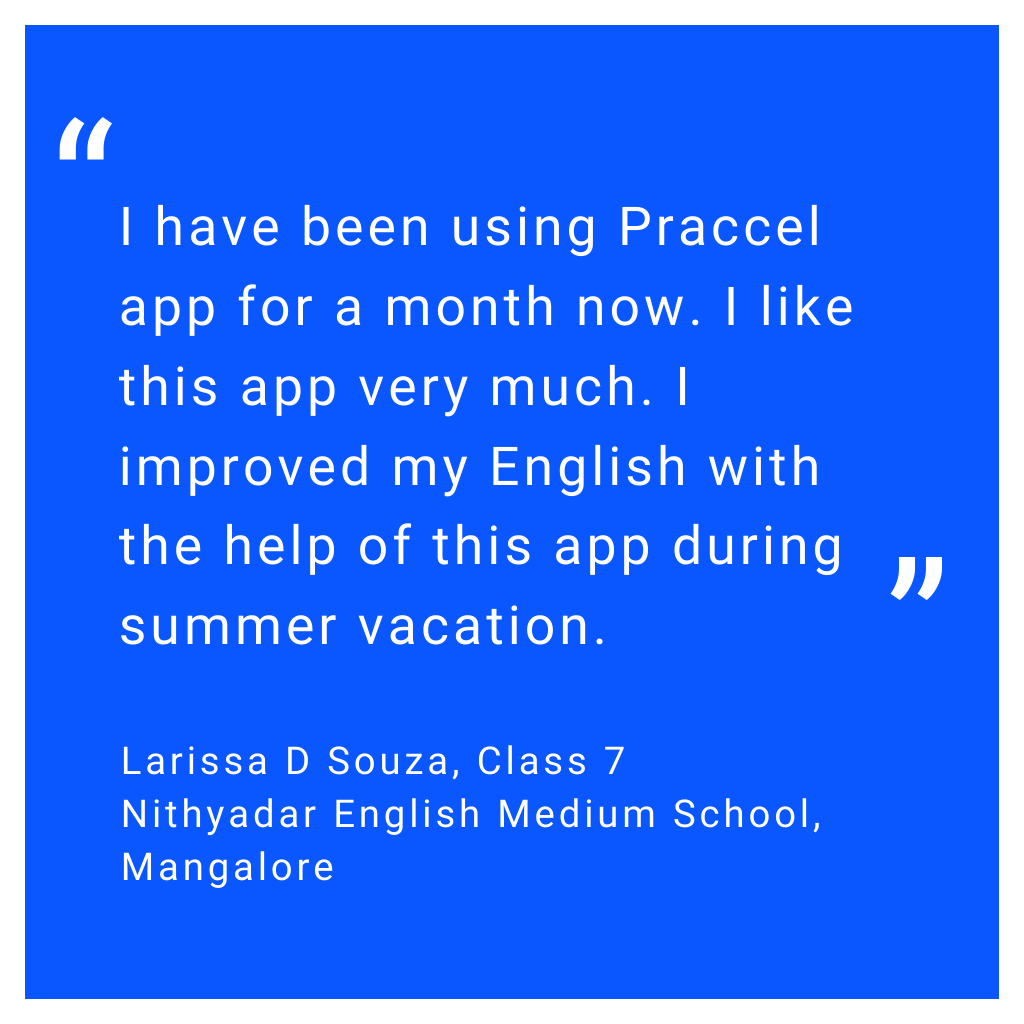 “
I have been using Praccel
app for a month now. I like
this app very much. I
improved my English with
the help of this app during
summer vacation.
”
Larissa D Souza, Class 7
Nithyadar English Medium School,
Mangalore